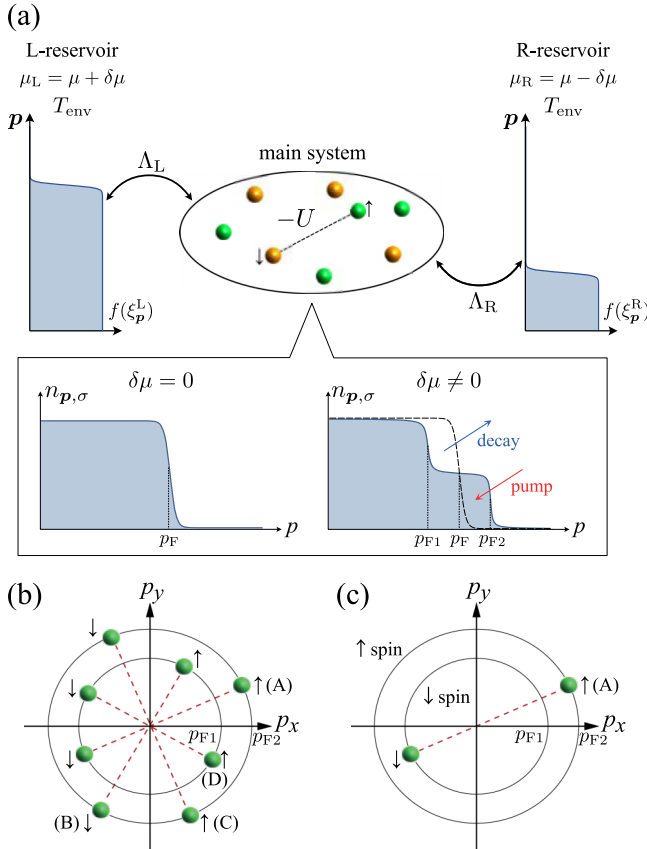 (a)
L-reservoir
μL = μ + δμ
Tenv
R-reservoir
μR = μ − δμ
Tenv
p
p
main system
ΛL
−U
↑
↓
ΛR
f(ξpL)
f(ξpR)
np,σ
δμ = 0
np,σ
δμ ≠ 0
decay
pump
pF
p
pF1
pF
pF2
p
(b)
py
(c)
py
↓
↑
↑ spin
↓
↑ (A)
↓ spin
↑ (A)
pF1
pF2
px
pF1
pF2
px
↓
↑
(D)
↓
(B) ↓
↑ (C)